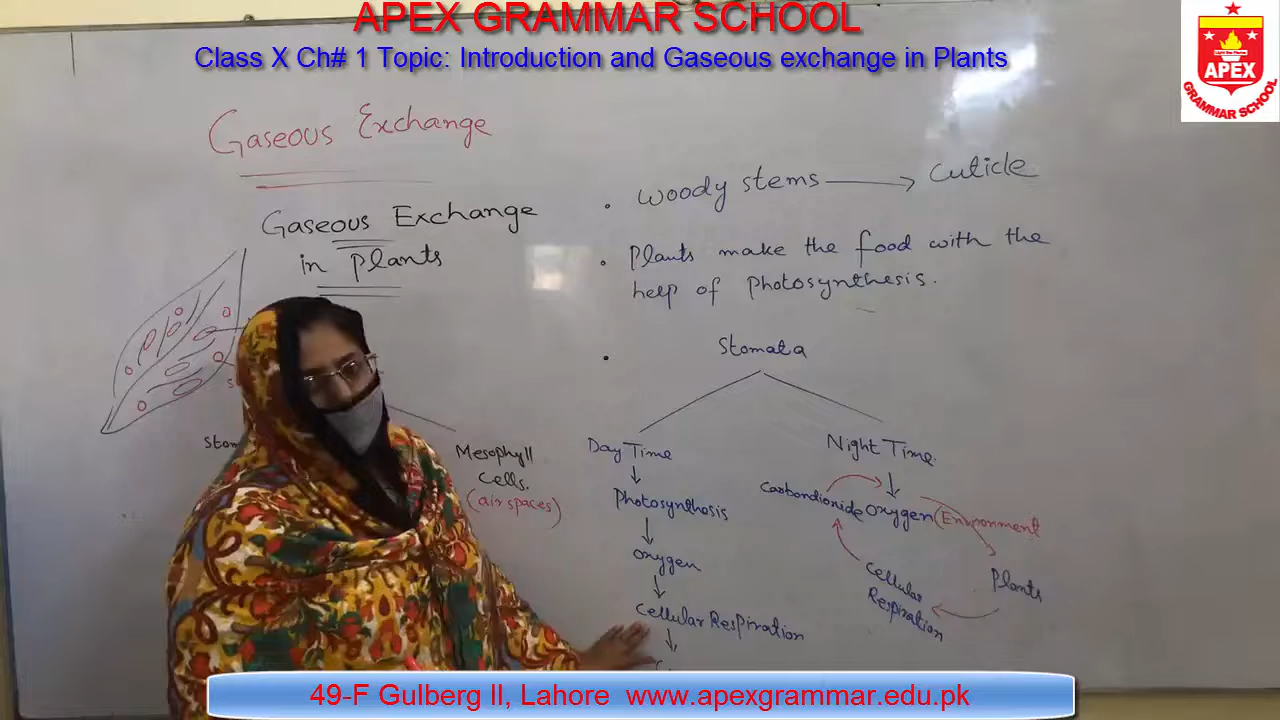 APEX GRAMMAR SCHOOL
Class X Ch# 1 Topic: Introduction and Gaseous exchange in Plants
APEX
GRAMMAR SCHOOL
Gaseous Exchange
Gaseous Exchange
in Plants
Mesophyll
Cells.
(air spaces)
• Woody stems → Cuticle
• Plants make the food with the
help of Photosynthesis.
• Stomata
Day Time
Photosynthosis
Oxygen
Cellular Respiration
Night Time
Carbondionide Oxygen (Environment
Plants
Cellular
Respiration
49-F Gulberg II, Lahore www.apexgrammar.edu.pk